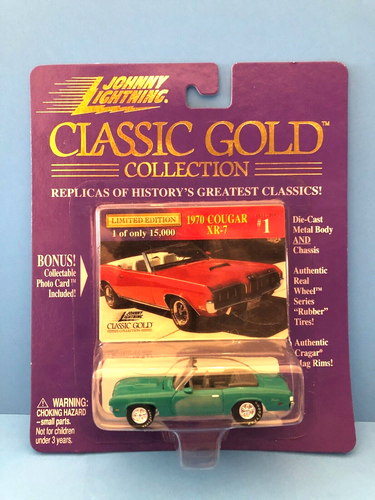 JOHNNY
LIGHTNING
CLASSIC GOLD™
COLLECTION
REPLICAS OF HISTORY'S GREATEST CLASSICS!
LIMITED EDITION
1 of only 15,000
1970 COUGAR
XR-7
#1
BONUS!
Collectable
Photo Card™
Included!
Die-Cast
Metal Body
AND
Chassis
Authentic
Real
Wheel™
Series
"Rubber"
Tires!
Authentic
Cragar®
Mag Rims!
JOHNNY
LIGHTNING
CLASSIC GOLD
WARNING:
CHOKING HAZARD
–small parts.
Not for children
under 3 years.